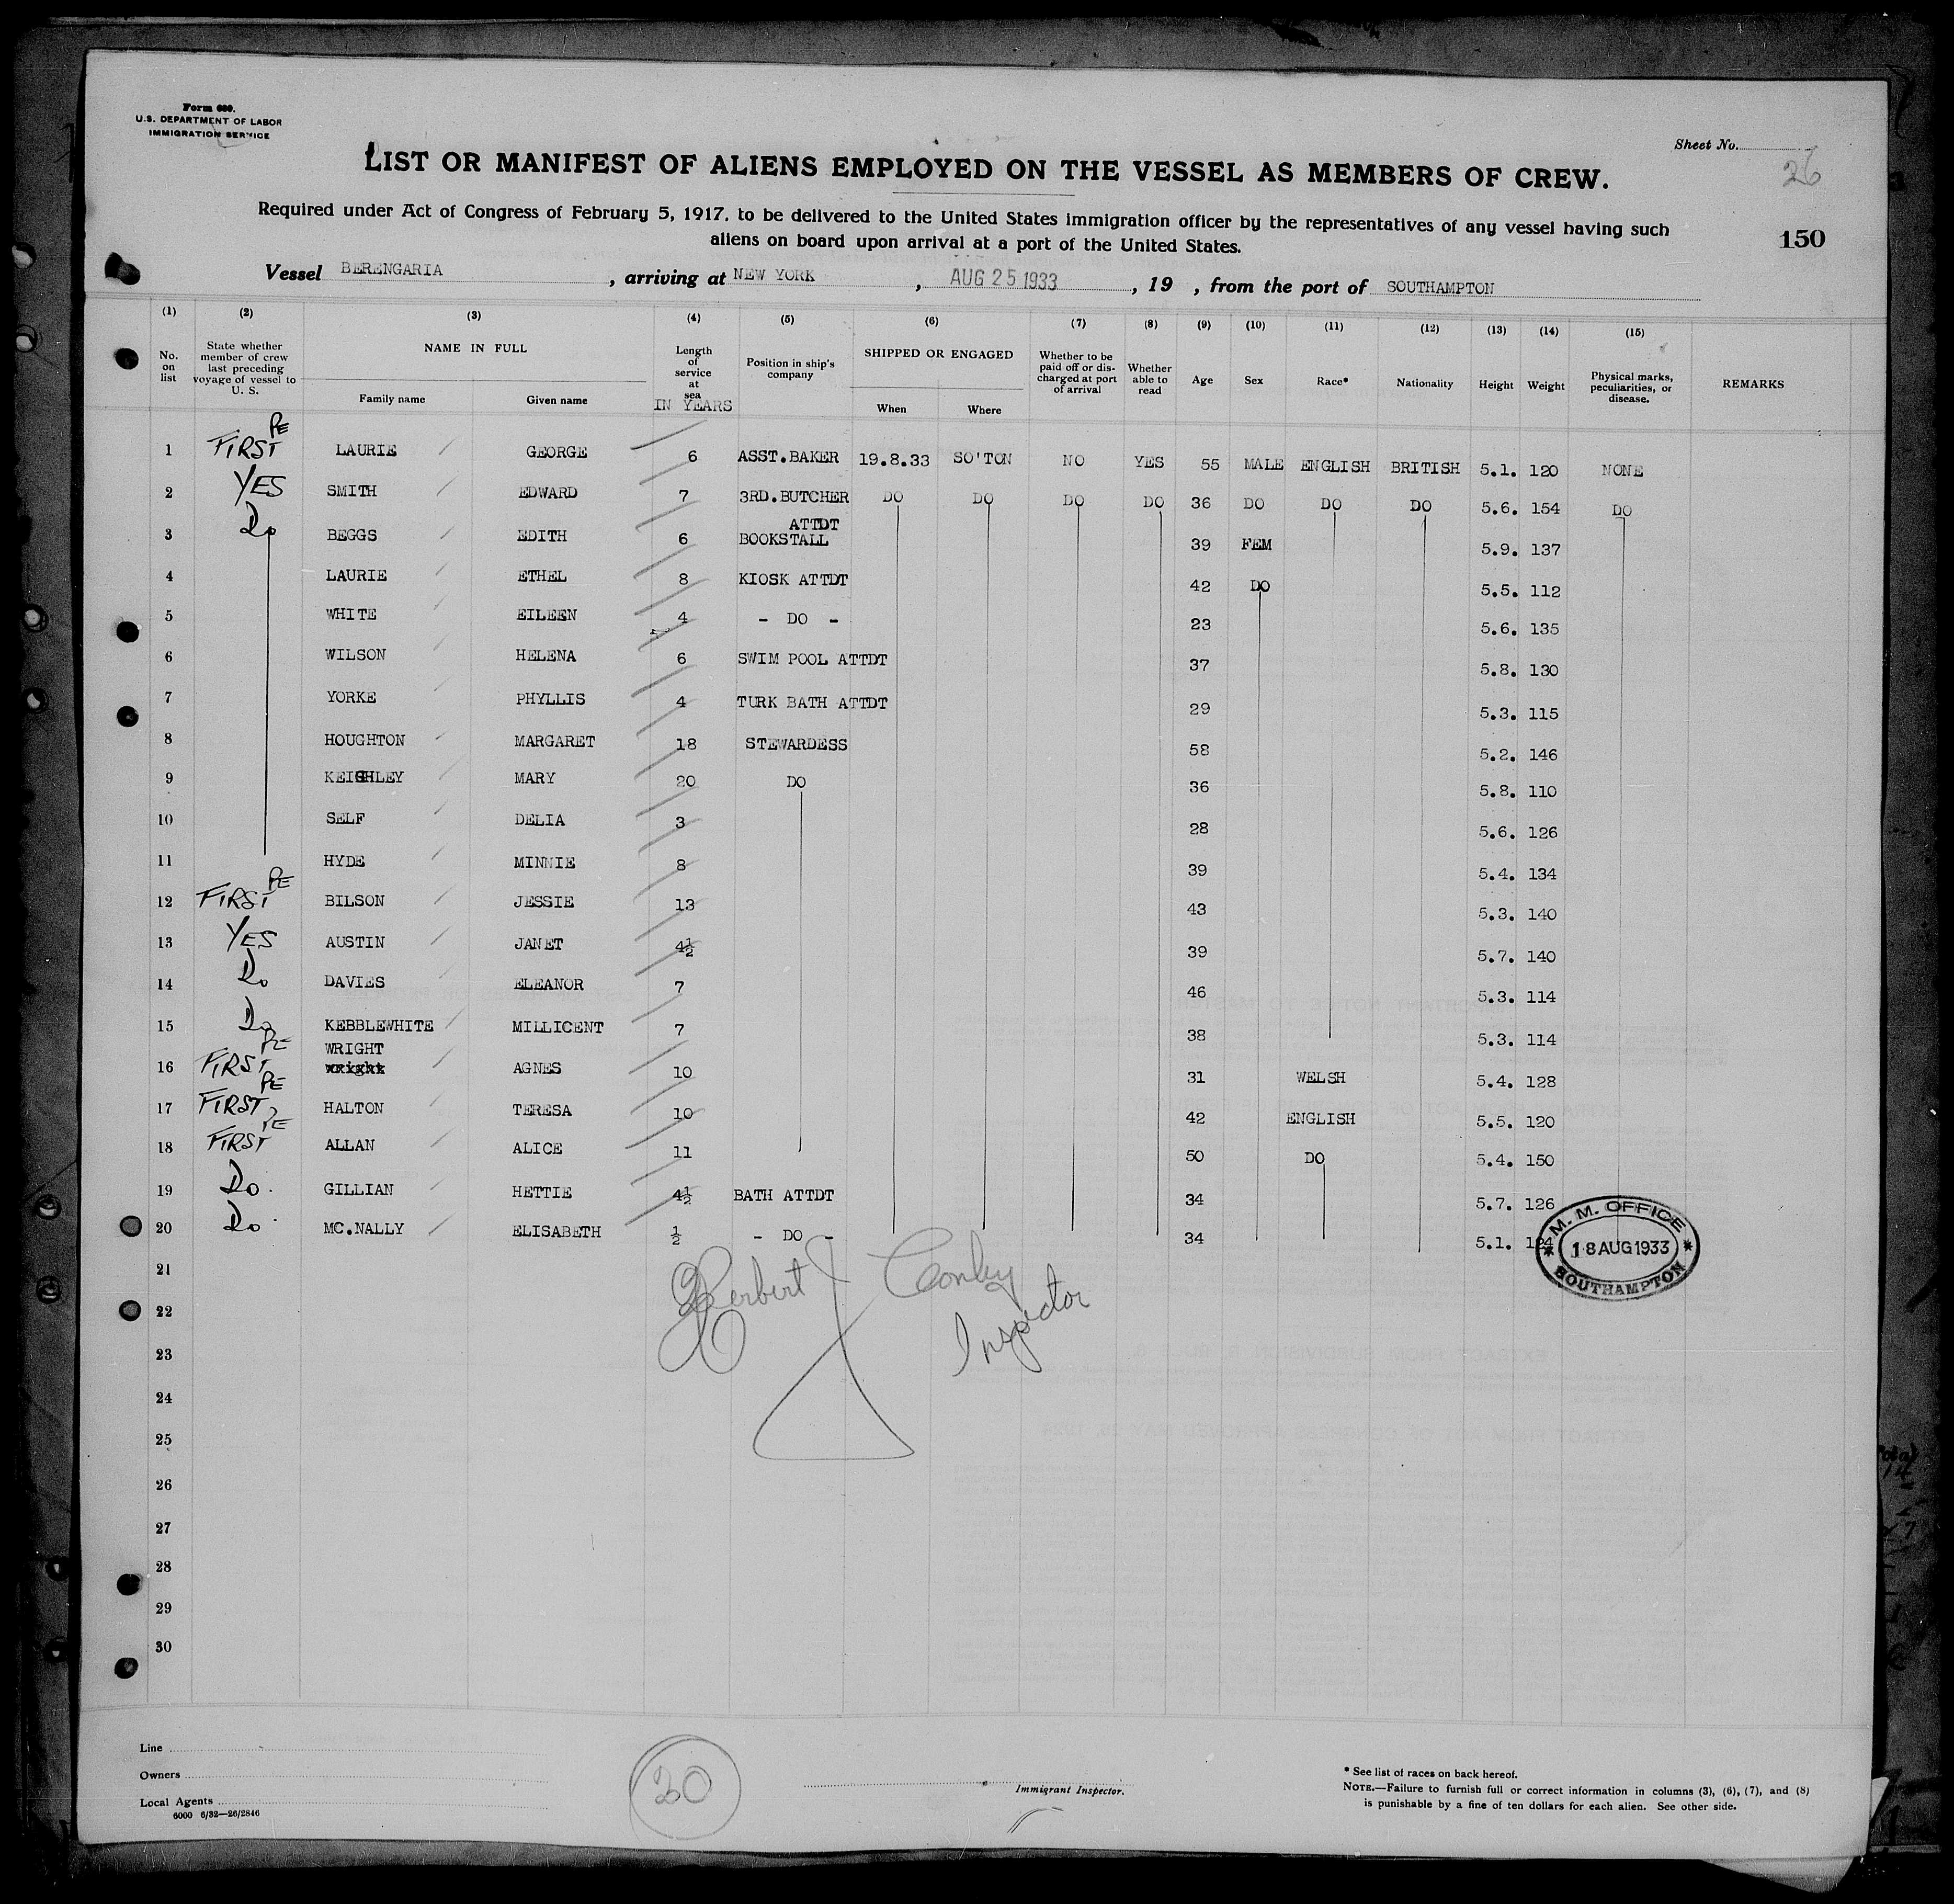 Form 680.
U.S. DEPARTMENT OF LABOR
IMMIGRATION SERVICE
Sheet No.
26
LIST OR MANIFEST OF ALIENS EMPLOYED ON THE VESSEL AS MEMBERS OF CREW.
Required under Act of Congress of February 5, 1917, to be delivered to the United States immigration officer by the representatives of any vessel having such
aliens on board upon arrival at a port of the United States.
150
Vessel BERENGARIA , arriving at NEW YORK , AUG 25 1933 , 19 , from the port of SOUTHAMPTON
(1) (2) (3) (4) (5) (6) (7) (8) (9) (10) (11) (12) (13) (14) (15)
No. on list State whether member of crew last preceding voyage of vessel to U. S. NAME IN FULL Family name Given name Length of service at sea IN YEARS Position in ship's company SHIPPED OR ENGAGED When Where Whether to be paid off or discharged at port of arrival Whether able to read Age Sex Race* Nationality Height Weight Physical marks, peculiarities, or disease. REMARKS
1 FIRST PE LAURIE GEORGE 6 ASST.BAKER 19.8.33 SO'TON NO YES 55 MALE ENGLISH BRITISH 5.1. 120 NONE
2 YES SMITH EDWARD 7 3RD.BUTCHER DO DO DO DO 36 DO DO DO 5.6. 154 DO
3 Do BEGGS EDITH 6 ATTDT BOOKSTALL 39 FEM 5.9. 137
4 LAURIE ETHEL 8 KIOSK ATTDT 42 DO 5.5. 112
5 WHITE EILEEN 4 - DO - 23 5.6. 135
6 WILSON HELENA 6 SWIM POOL ATTDT 37 5.8. 130
7 YORKE PHYLLIS 4 TURK BATH ATTDT 29 5.3. 115
8 HOUGHTON MARGARET 18 STEWARDESS 58 5.2. 146
9 KEIGHLEY MARY 20 DO 36 5.8. 110
10 SELF DELIA 3 28 5.6. 126
11 HYDE MINNIE 8 39 5.4. 134
12 FIRST PE BILSON JESSIE 13 43 5.3. 140
13 YES AUSTIN JANET 4½ 39 5.7. 140
14 Do DAVIES ELEANOR 7 46 5.3. 114
15 Do KEBBLEWHITE MILLICENT 7 38 5.3. 114
WRIGHT
16 FIRST PE wright AGNES 10 31 WELSH 5.4. 128
17 FIRST PE HALTON TERESA 10 42 ENGLISH 5.5. 120
18 FIRST PE ALLAN ALICE 11 50 DO 5.4. 150
19 Do. GILLIAN HETTIE 4½ BATH ATTDT 34 5.7. 126
20 Do MC.NALLY ELISABETH ½ - DO - 34 5.1. 124
M. M. OFFICE
18 AUG 1933
SOUTHAMPTON
Herbert J Conley
Inspector
21
22
23
24
25
26
27
28
29
30
Line
Owners
Local Agents
6000 6/32—26/2846
20
Immigrant Inspector.
* See list of races on back hereof.
NOTE.—Failure to furnish full or correct information in columns (3), (6), (7), and (8)
is punishable by a fine of ten dollars for each alien. See other side.